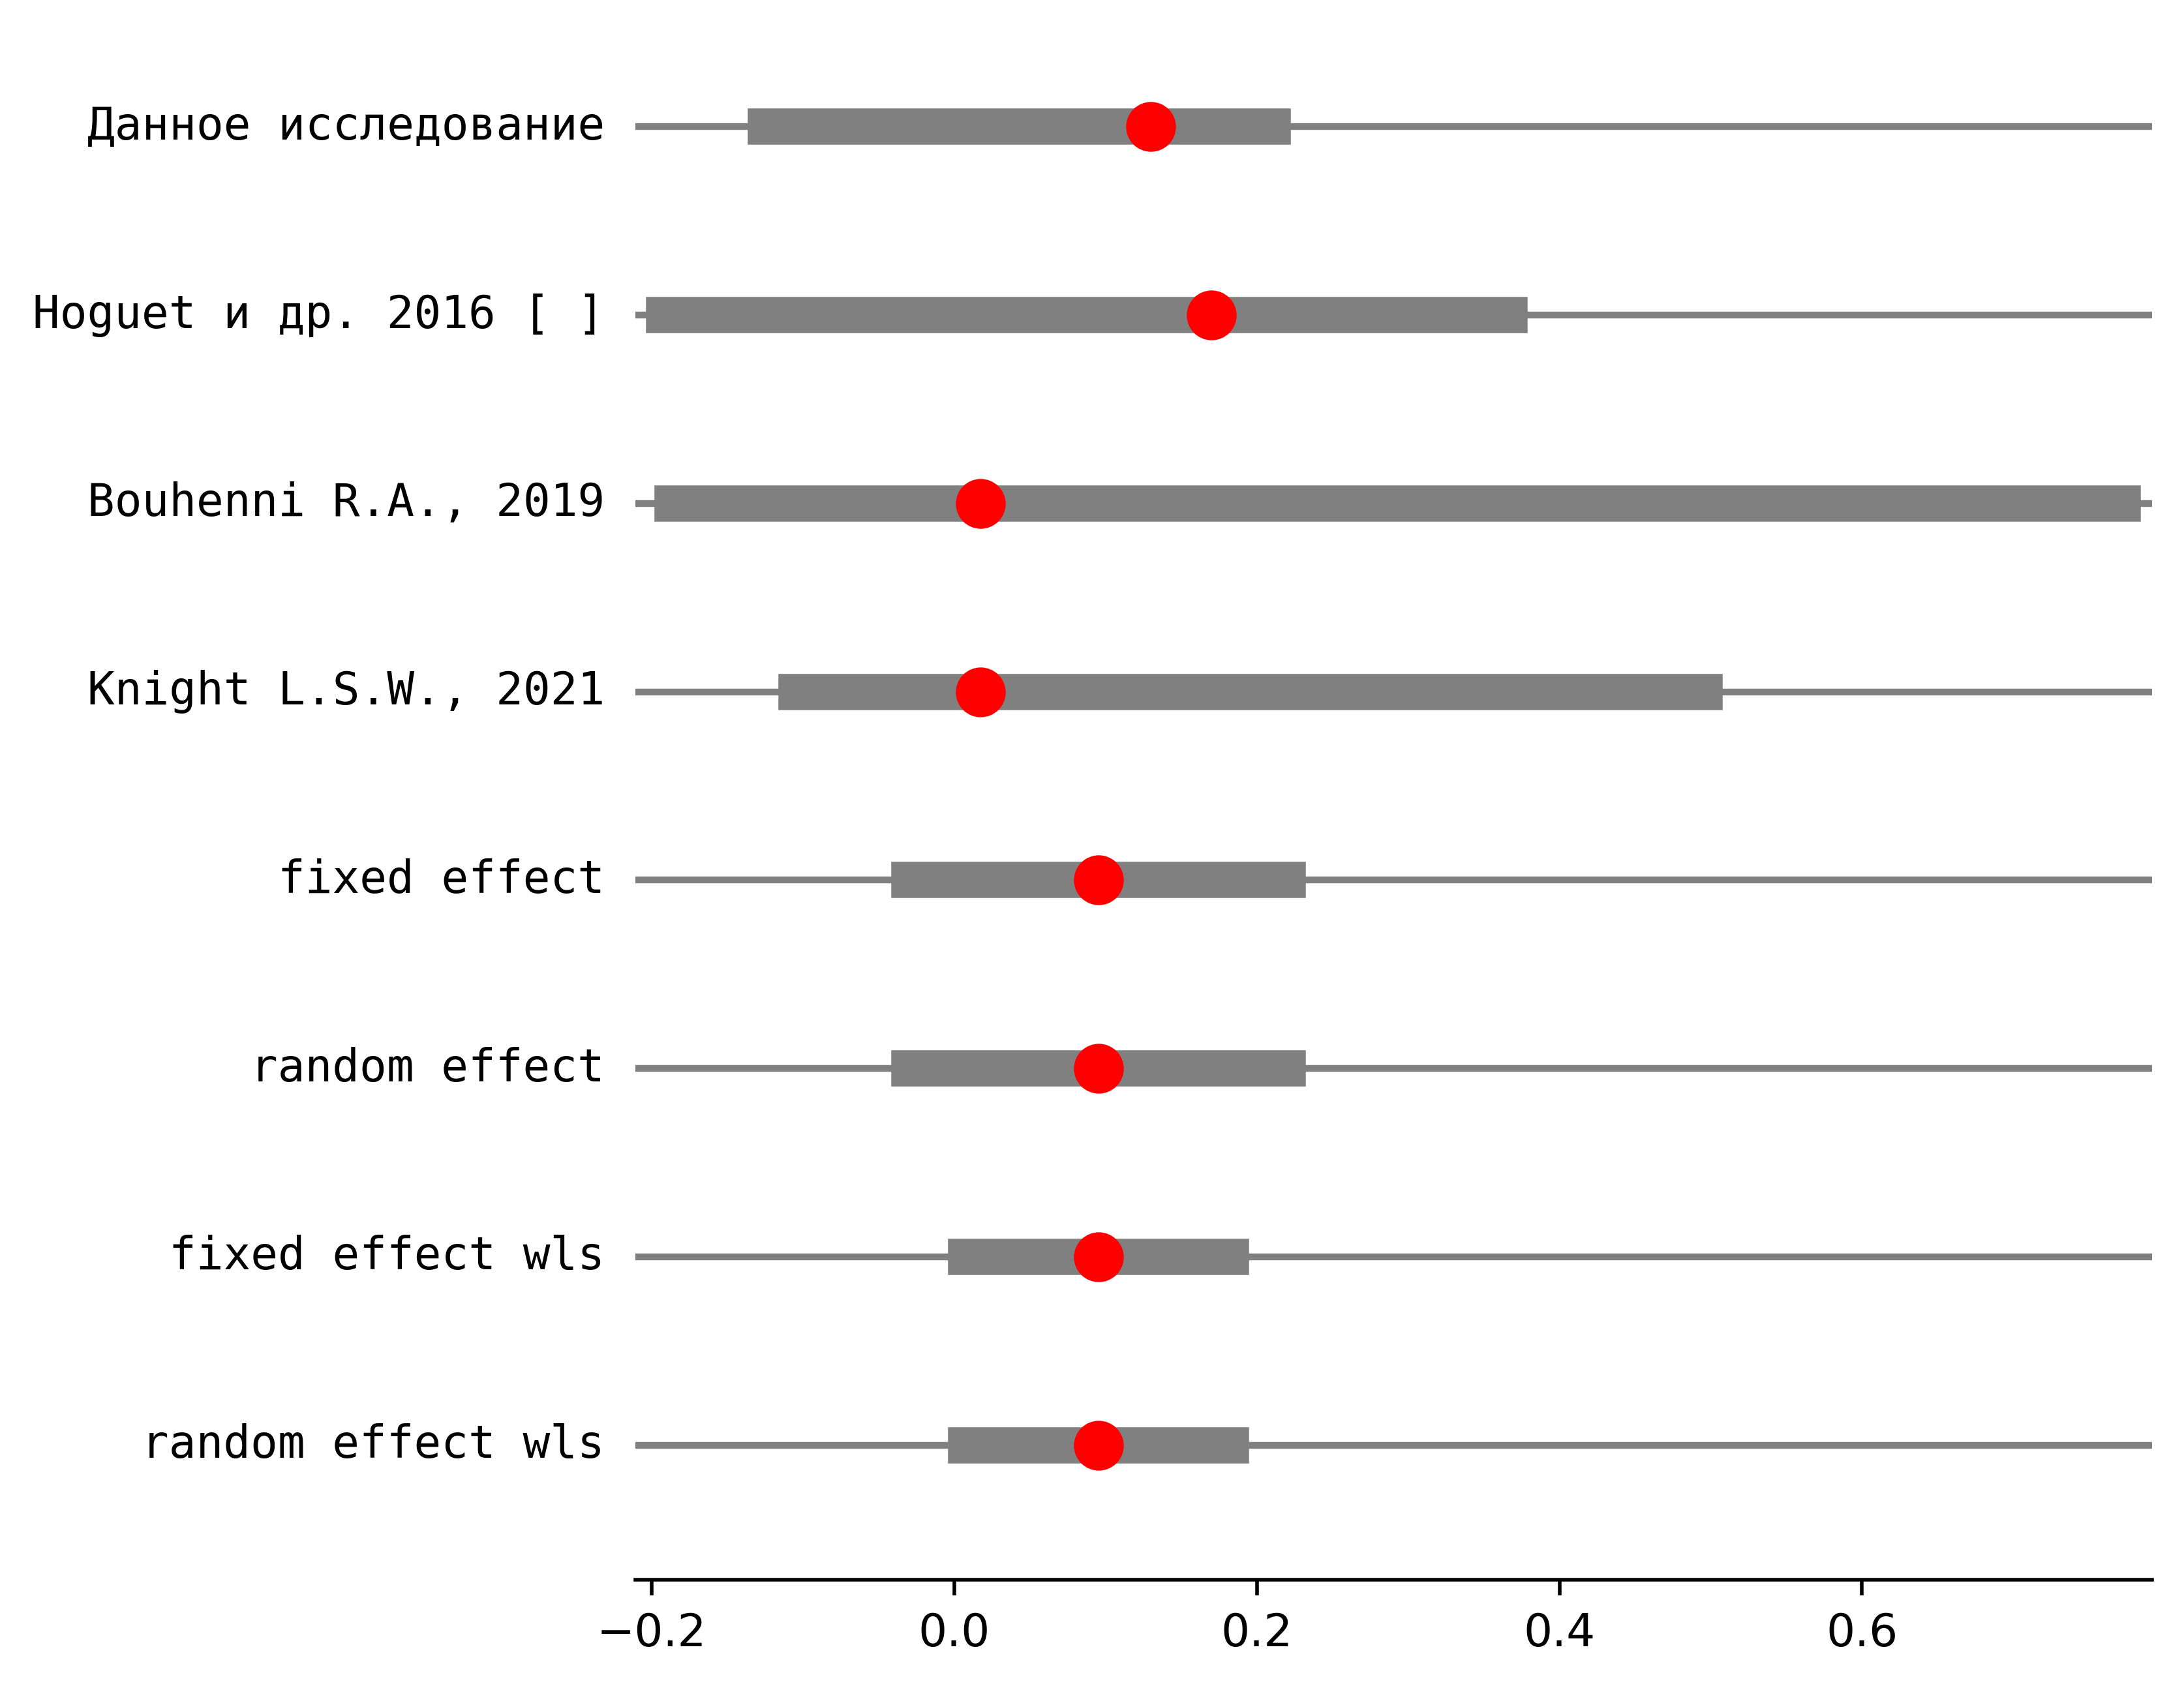 Данное исследование
Hoguet и др. 2016 [ ]
Bouhenni R.A., 2019
Knight L.S.W., 2021
fixed effect
random effect
fixed effect wls
random effect wls
−0.2 0.0 0.2 0.4 0.6